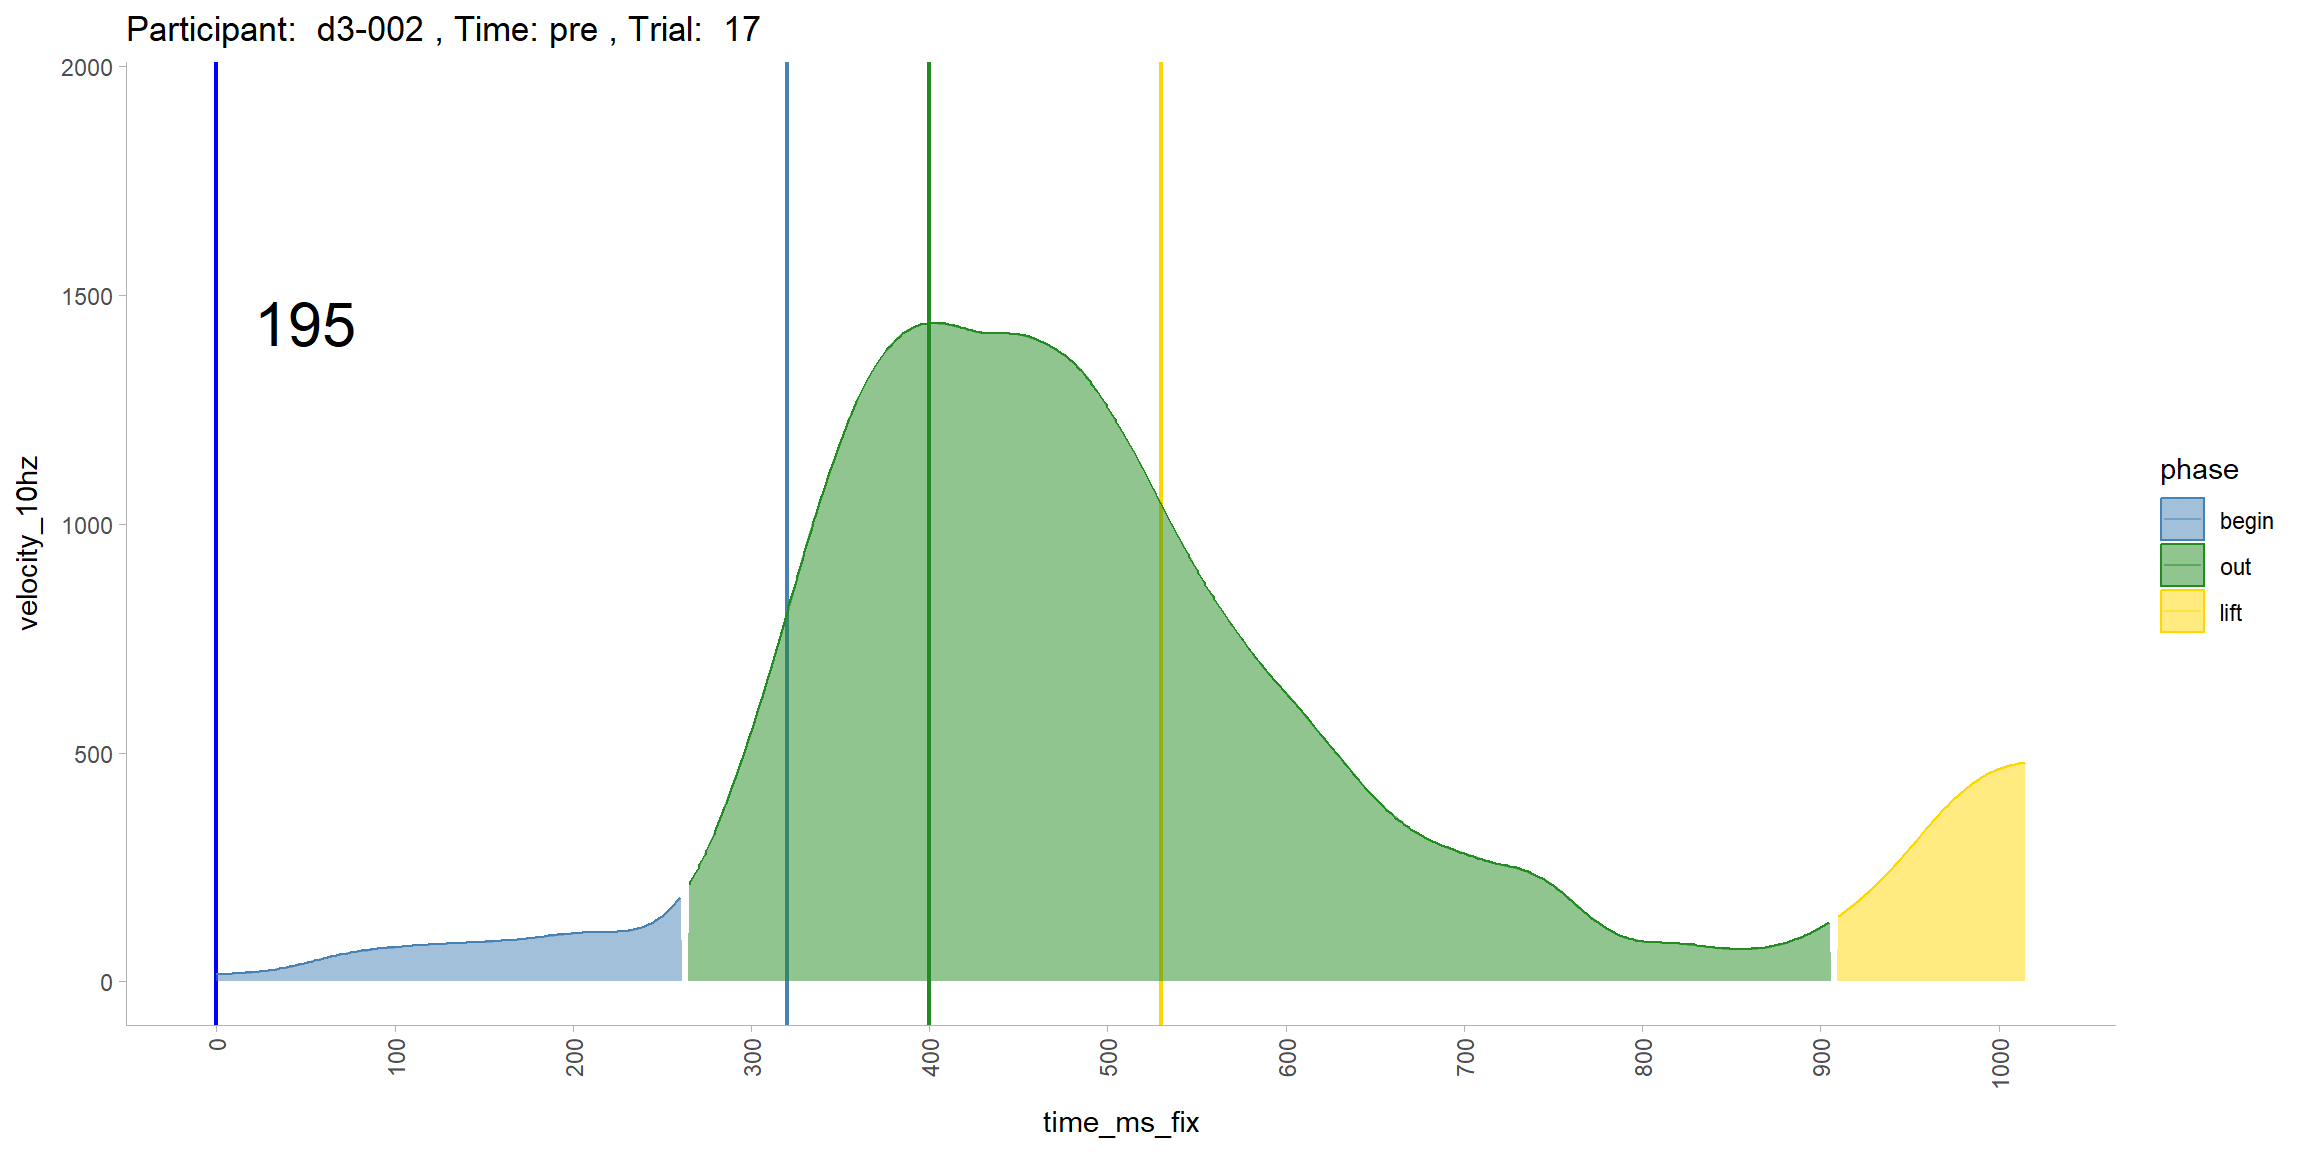 Participant:  d3-002 , Time: pre , Trial:  17
2000
1500
1000
500
0
velocity_10hz
195
0
100
200
300
400
500
600
700
800
900
1000
time_ms_fix
phase
begin
out
lift